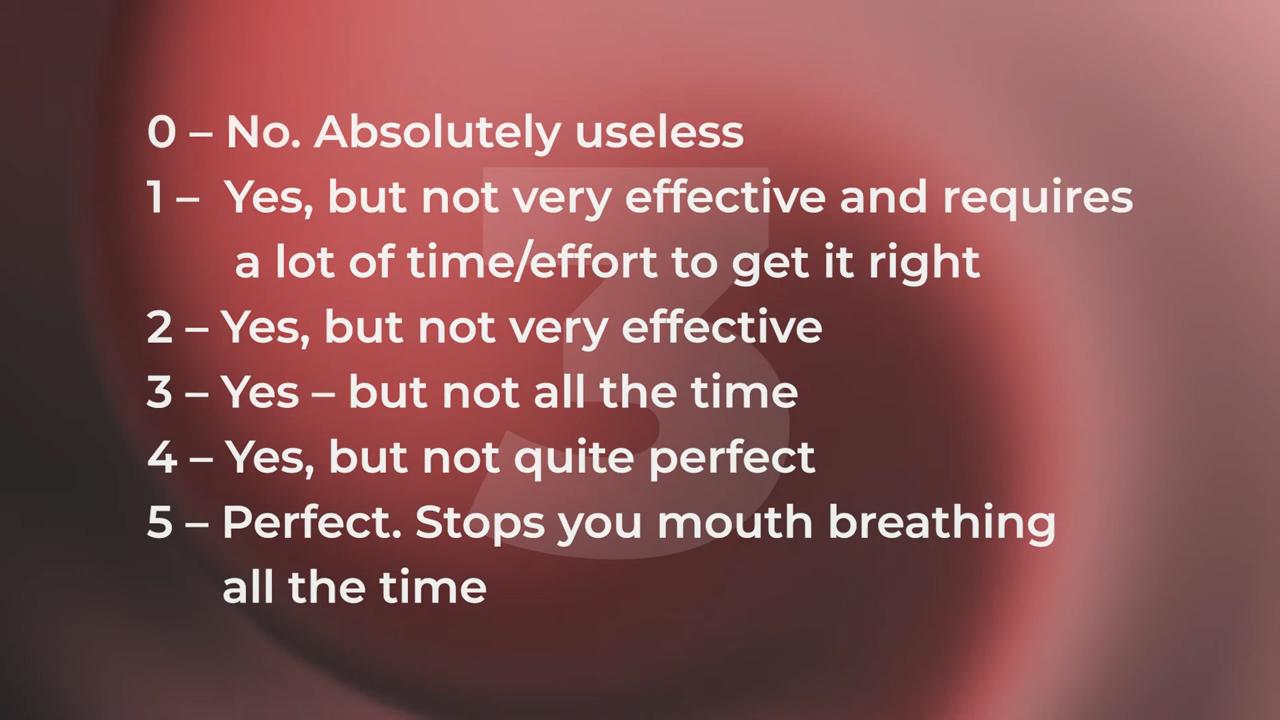 3
0 – No. Absolutely useless
1 – Yes, but not very effective and requires
a lot of time/effort to get it right
2 – Yes, but not very effective
3 – Yes – but not all the time
4 – Yes, but not quite perfect
5 – Perfect. Stops you mouth breathing
all the time